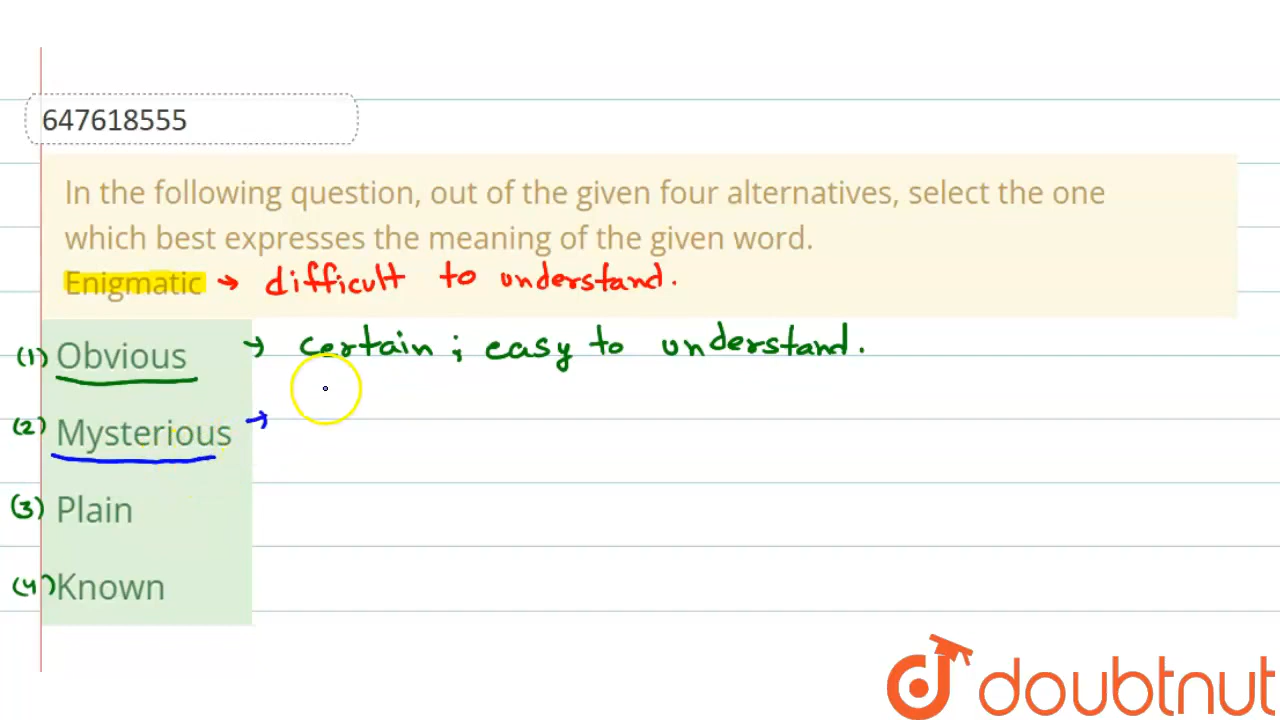 647618555
In the following question, out of the given four alternatives, select the one
which best expresses the meaning of the given word.
Enigmatic → difficult to understand.
(1) Obvious → certain ; easy to understand.
(2) Mysterious →
(3) Plain
(4) Known
doubtnut